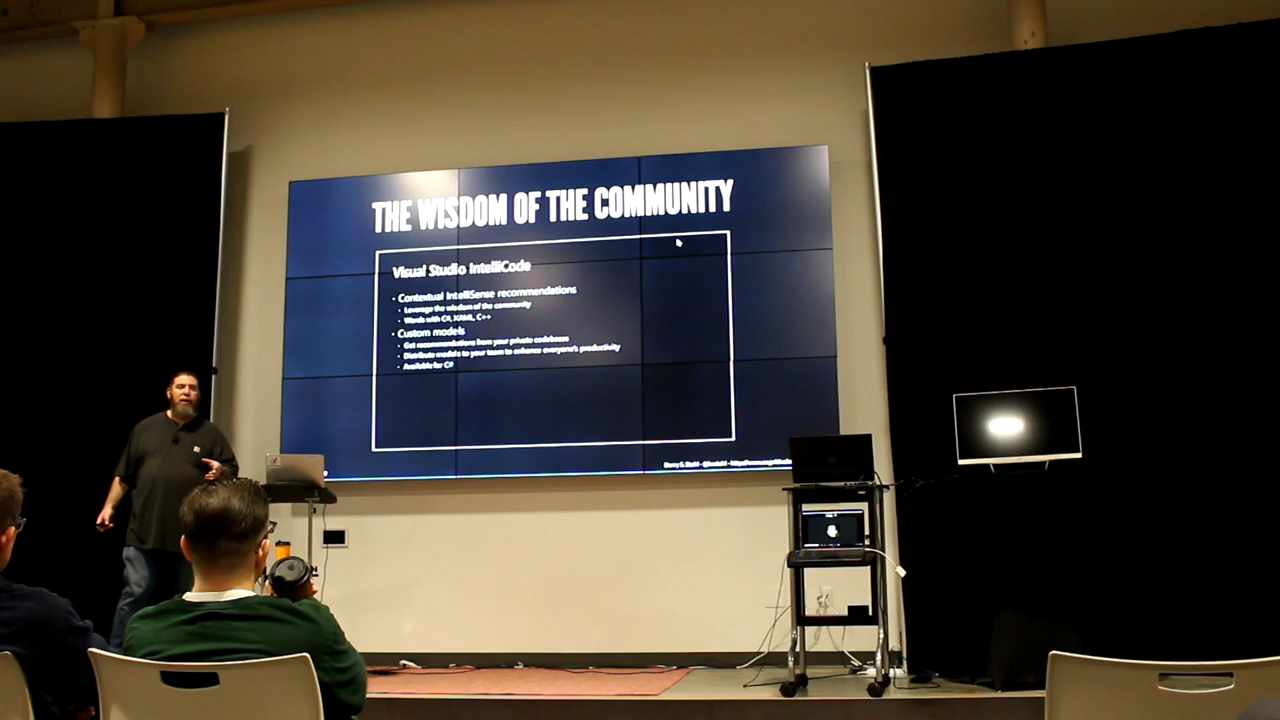 THE WISDOM OF THE COMMUNITY
Visual Studio IntelliCode
• Contextual IntelliSense recommendations
• Leverage the wisdom of the community
• Works with C#, XAML, C++
• Custom models
• Get recommendations from your private codebases
• Distribute models to your team to enhance everyone's productivity
• Available for C#
Barry S. Stahl